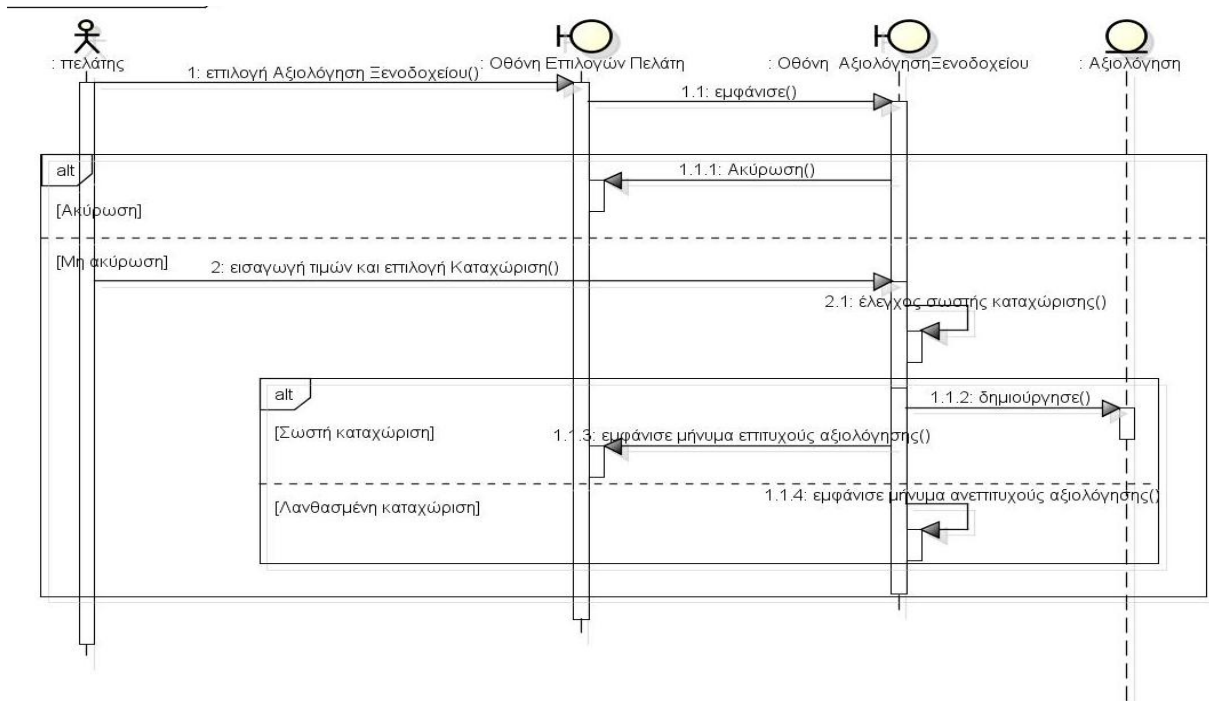 : πελάτης
: Οθόνη Επιλογών Πελάτη
: Οθόνη ΑξιολόγησηΞενοδοχείου
: Αξιολόγηση
1: επιλογή Αξιολόγηση Ξενοδοχείου()
1.1: εμφάνισε()
alt
1.1.1: Ακύρωση()
[Ακύρωση]
[Μη ακύρωση]
2: εισαγωγή τιμών και επιλογή Καταχώριση()
2.1: έλεγχος σωστής καταχώρισης()
alt
1.1.2: δημιούργησε()
[Σωστή καταχώριση]
1.1.3: εμφάνισε μήνυμα επιτυχούς αξιολόγησης()
1.1.4: εμφάνισε μήνυμα ανεπιτυχούς αξιολόγησης()
[Λανθασμένη καταχώριση]